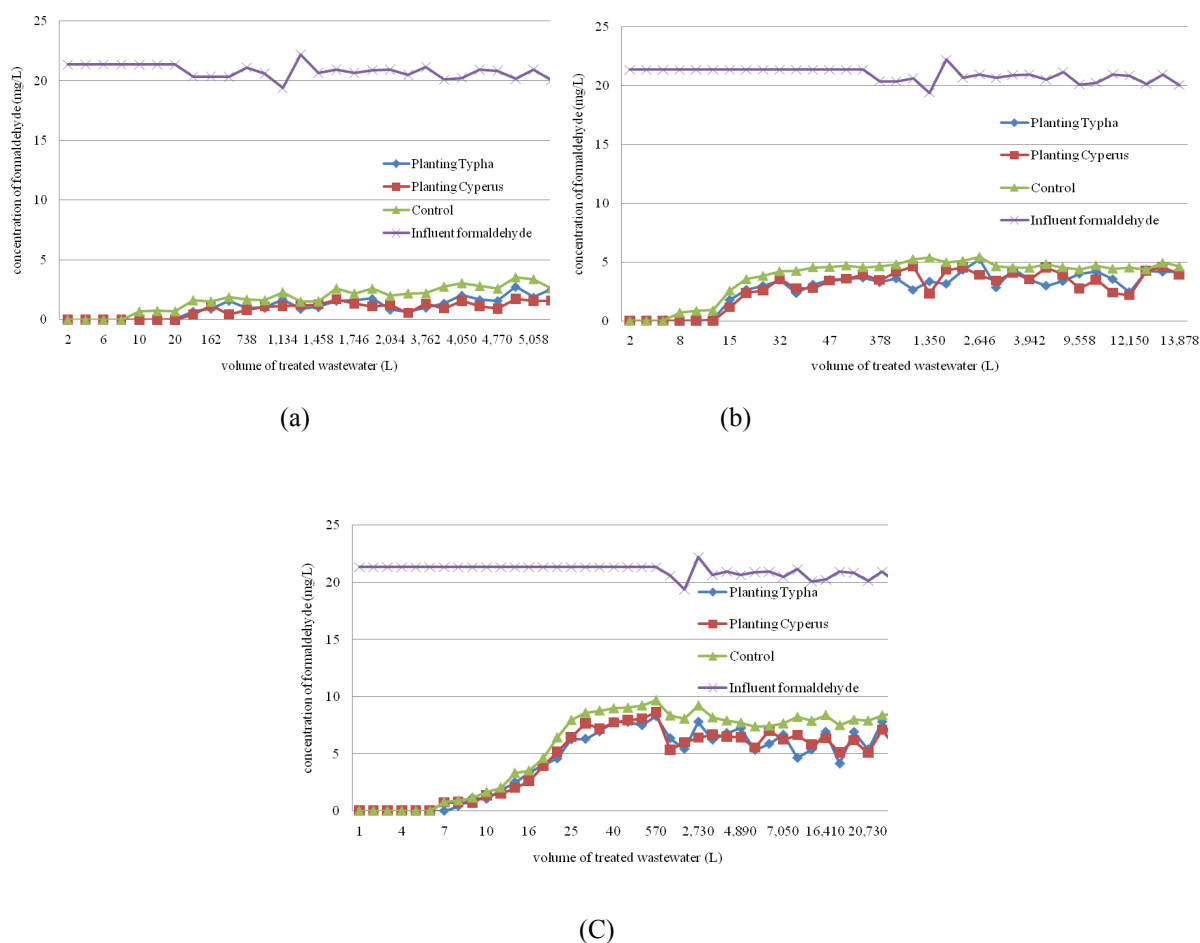 25
20
15
10
5
0
concentration of formaldehyde (mg/L)
Planting Typha
Planting Cyperus
Control
Influent formaldehyde
2 6 10 20 162 738 1,134 1,458 1,746 2,034 3,762 4,050 4,770 5,058
volume of treated wastewater (L)
(a)
25
20
15
10
5
0
concentration of formaldehyde (mg/L)
Planting Typha
Planting Cyperus
Control
Influent formaldehyde
2 8 15 32 47 378 1,350 2,646 3,942 9,558 12,150 13,878
volume of treated wastewater (L)
(b)
25
20
15
10
5
0
concentration of formaldehyde (mg/L)
Planting Typha
Planting Cyperus
Control
Influent formaldehyde
1 4 7 10 16 25 40 570 2,730 4,890 7,050 16,410 20,730
volume of treated wastewater (L)
(C)